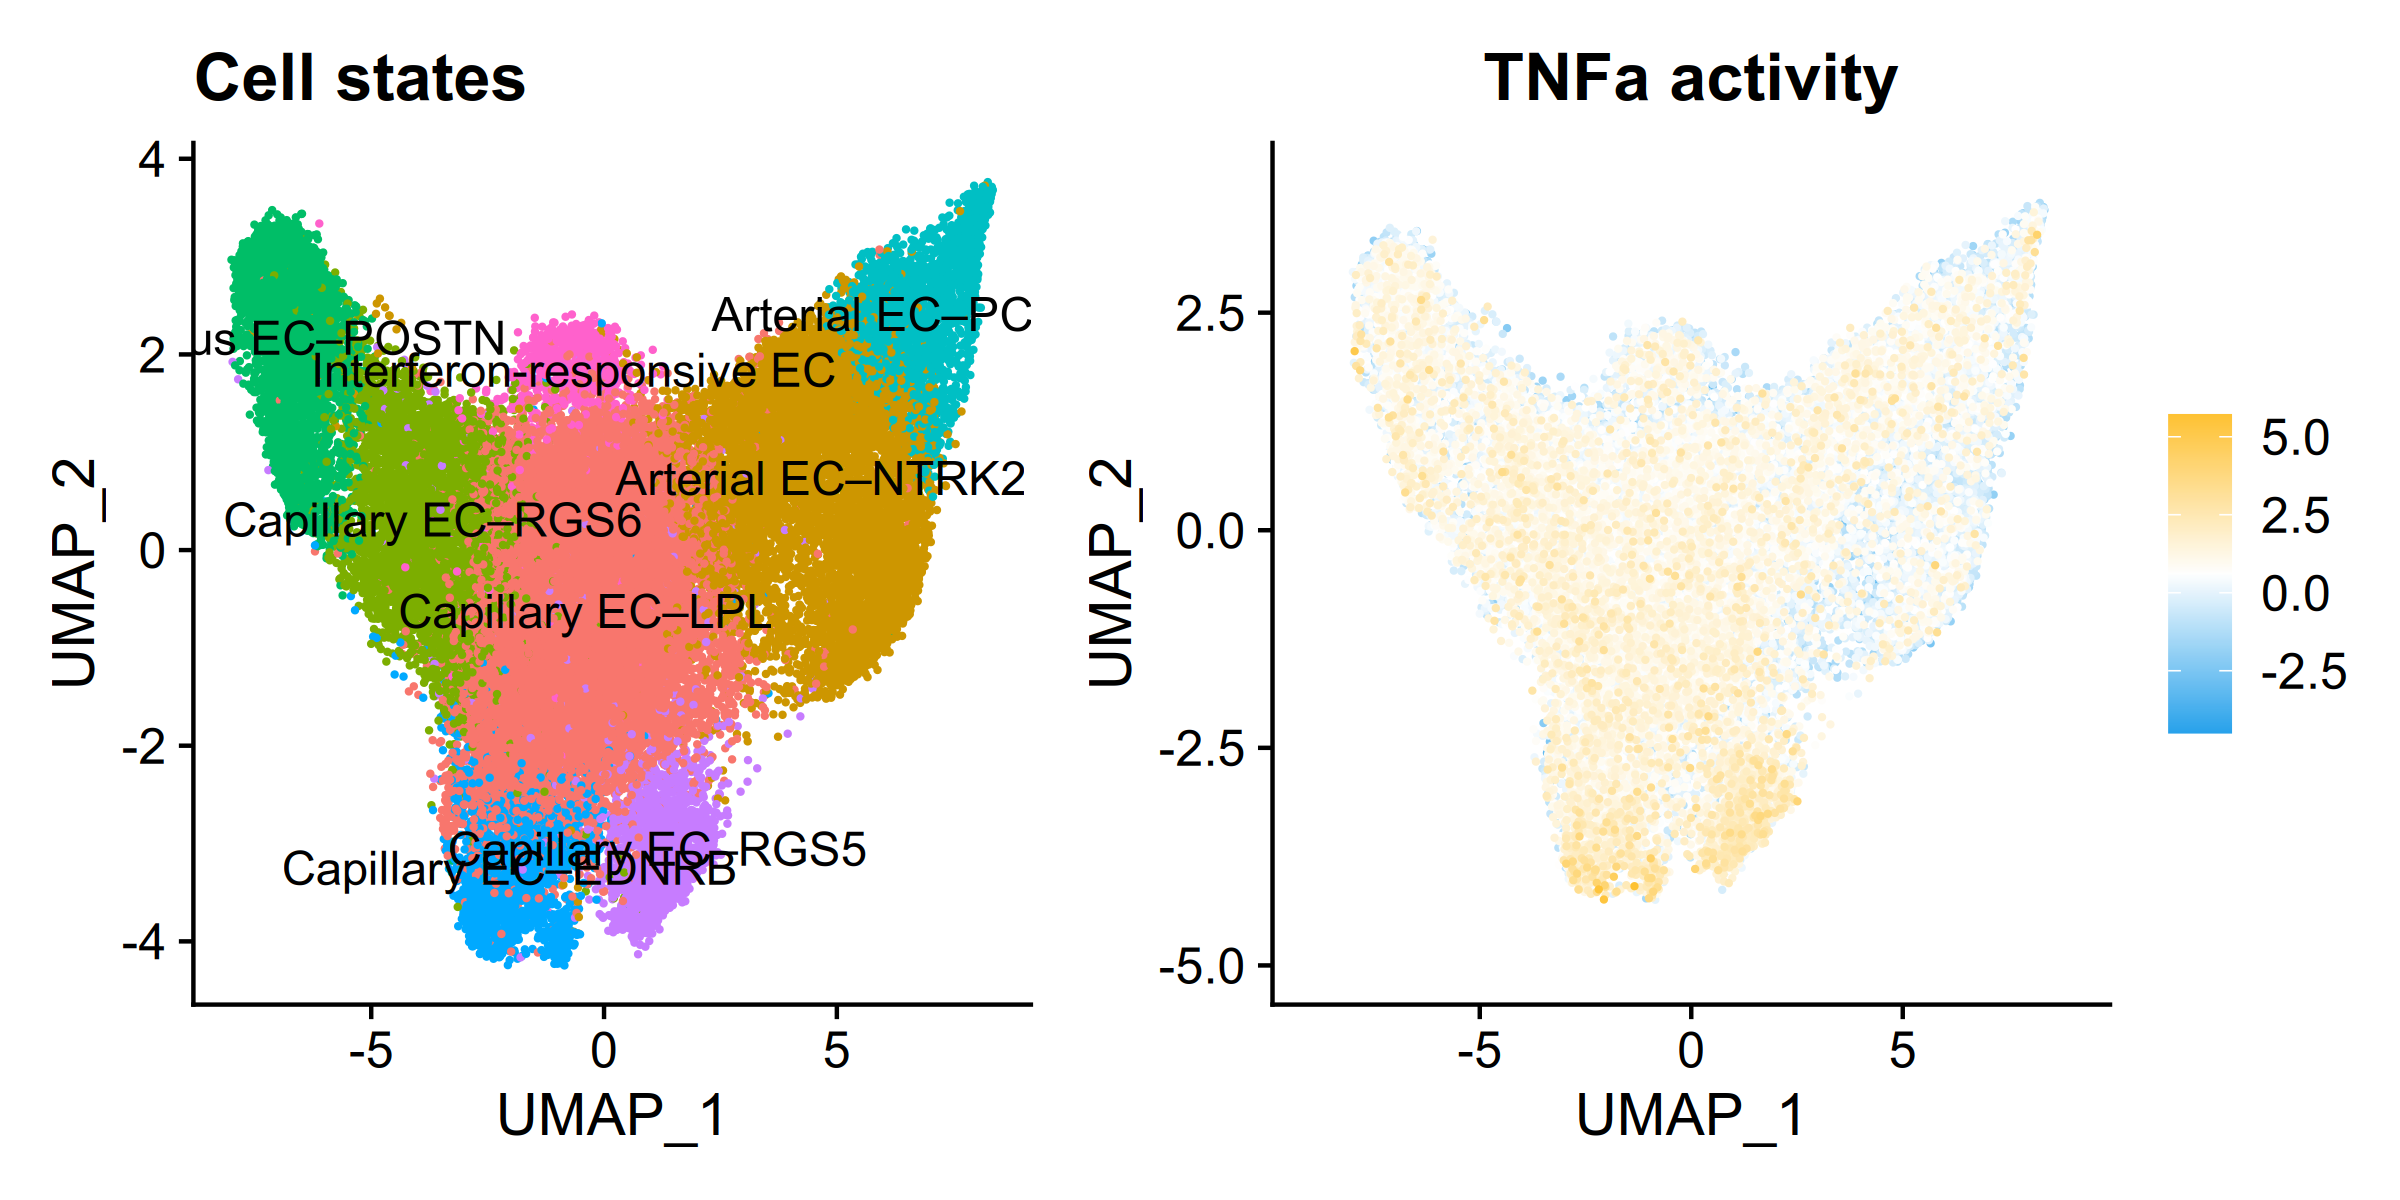 Cell states
4
2
0
-2
-4
UMAP_2
us EC–POSTN
Interferon-responsive EC
Arterial EC–PC
Arterial EC–NTRK2
Capillary EC–RGS6
Capillary EC–LPL
Capillary EC–RGS5
Capillary EC–EDNRB
-5 0 5
UMAP_1
TNFa activity
2.5
0.0
-2.5
-5.0
UMAP_2
-5 0 5
UMAP_1
5.0
2.5
0.0
-2.5